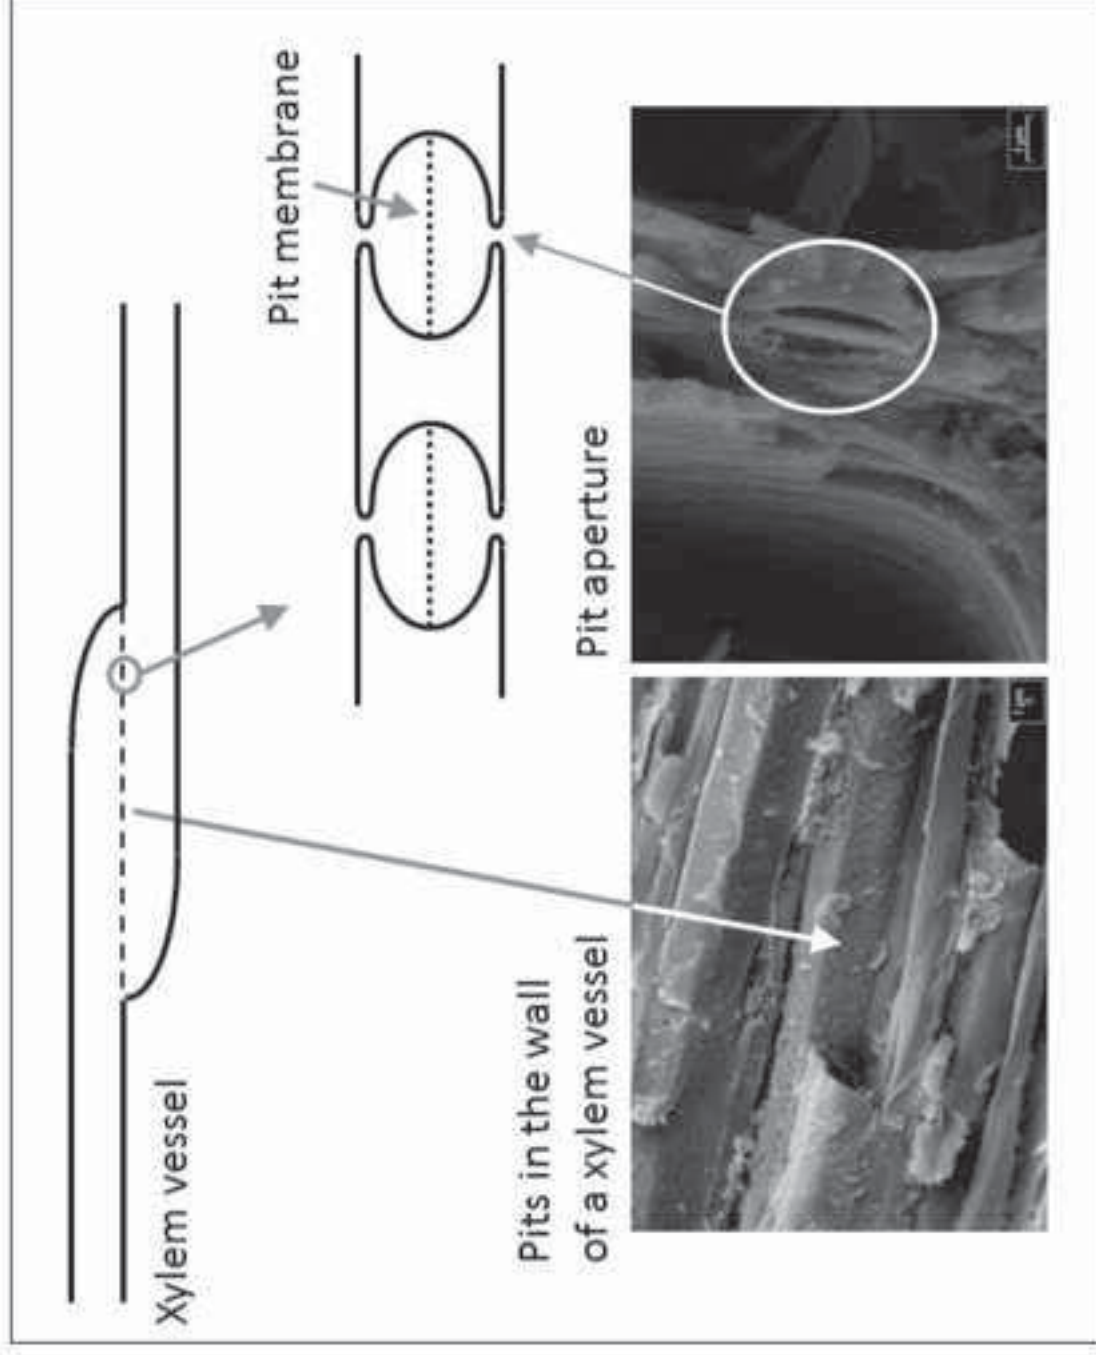 Xylem vessel
Pit membrane
Pits in the wall
of a xylem vessel
Pit aperture